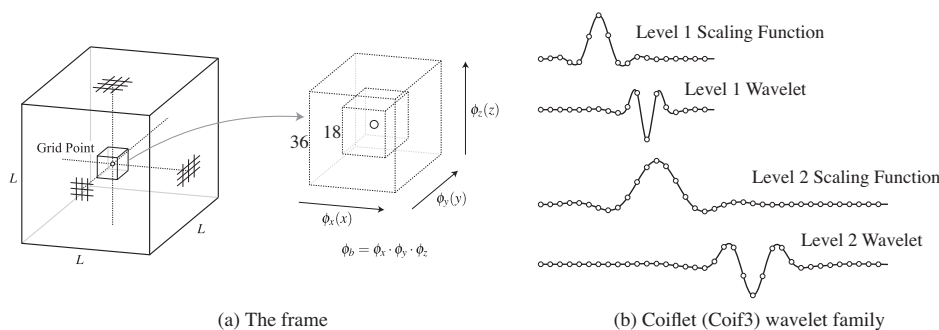 Grid Point
L
L
L
36
18
ϕz(z)
ϕy(y)
ϕx(x)
ϕb = ϕx · ϕy · ϕz
(a) The frame
Level 1 Scaling Function
Level 1 Wavelet
Level 2 Scaling Function
Level 2 Wavelet
(b) Coiflet (Coif3) wavelet family